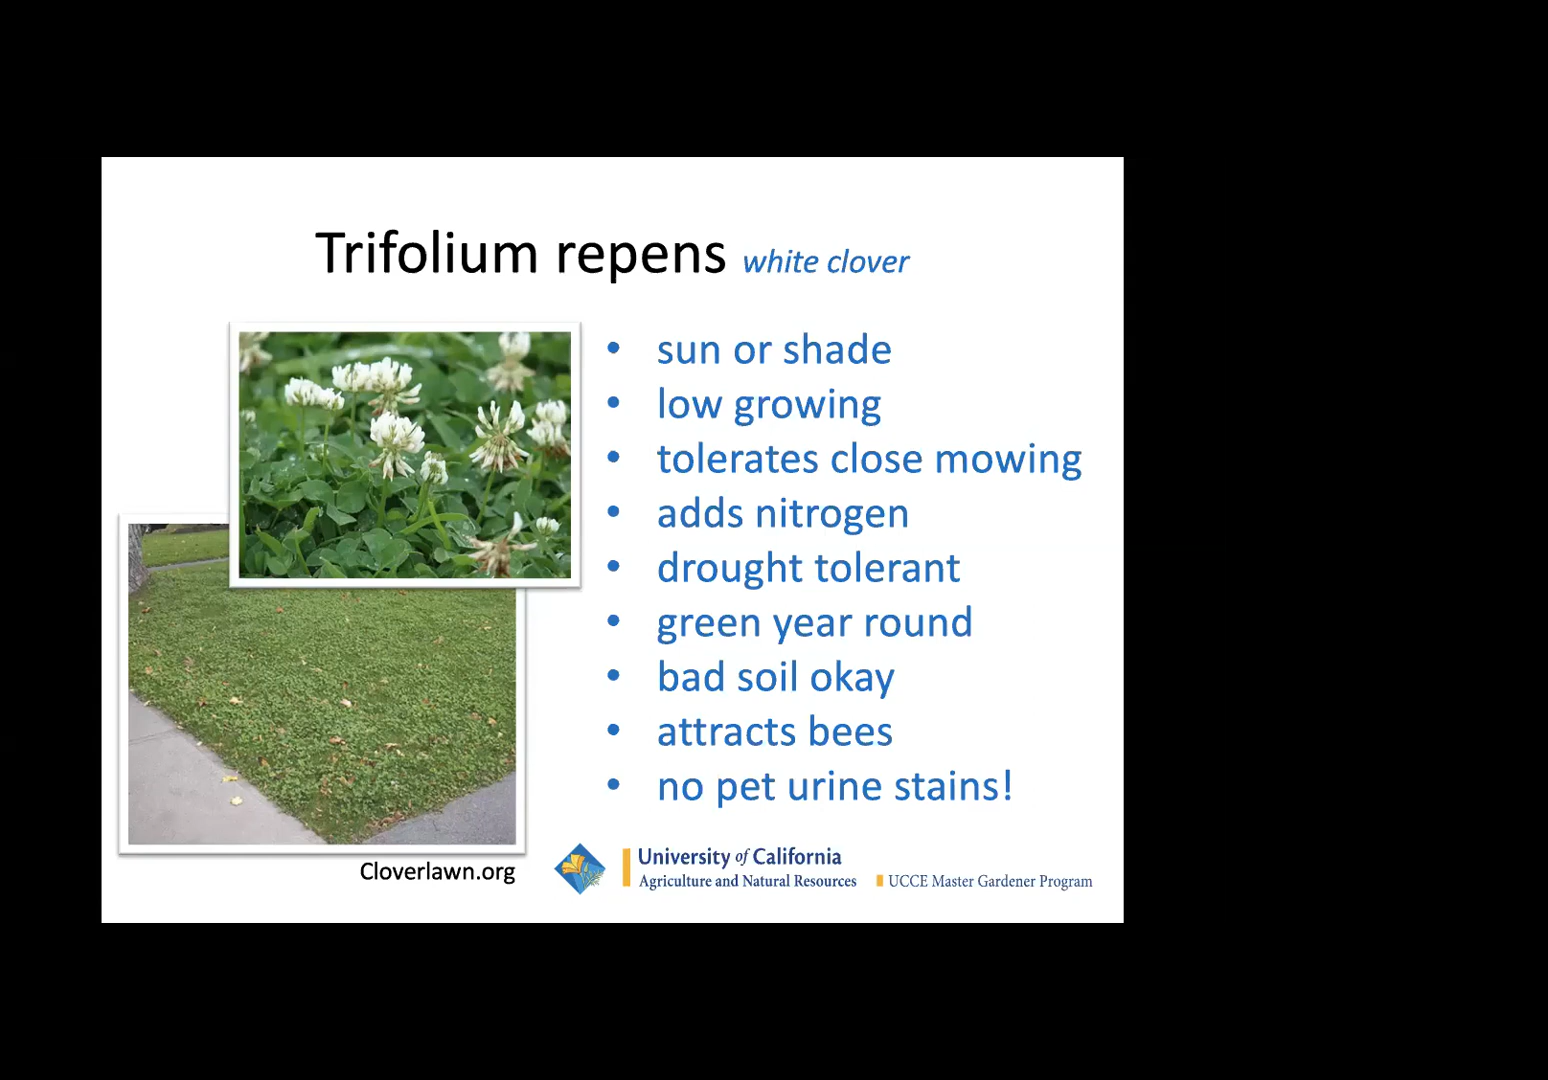 Trifolium repens white clover
• sun or shade
• low growing
• tolerates close mowing
• adds nitrogen
• drought tolerant
• green year round
• bad soil okay
• attracts bees
• no pet urine stains!
Cloverlawn.org
University of California
Agriculture and Natural Resources
UCCE Master Gardener Program